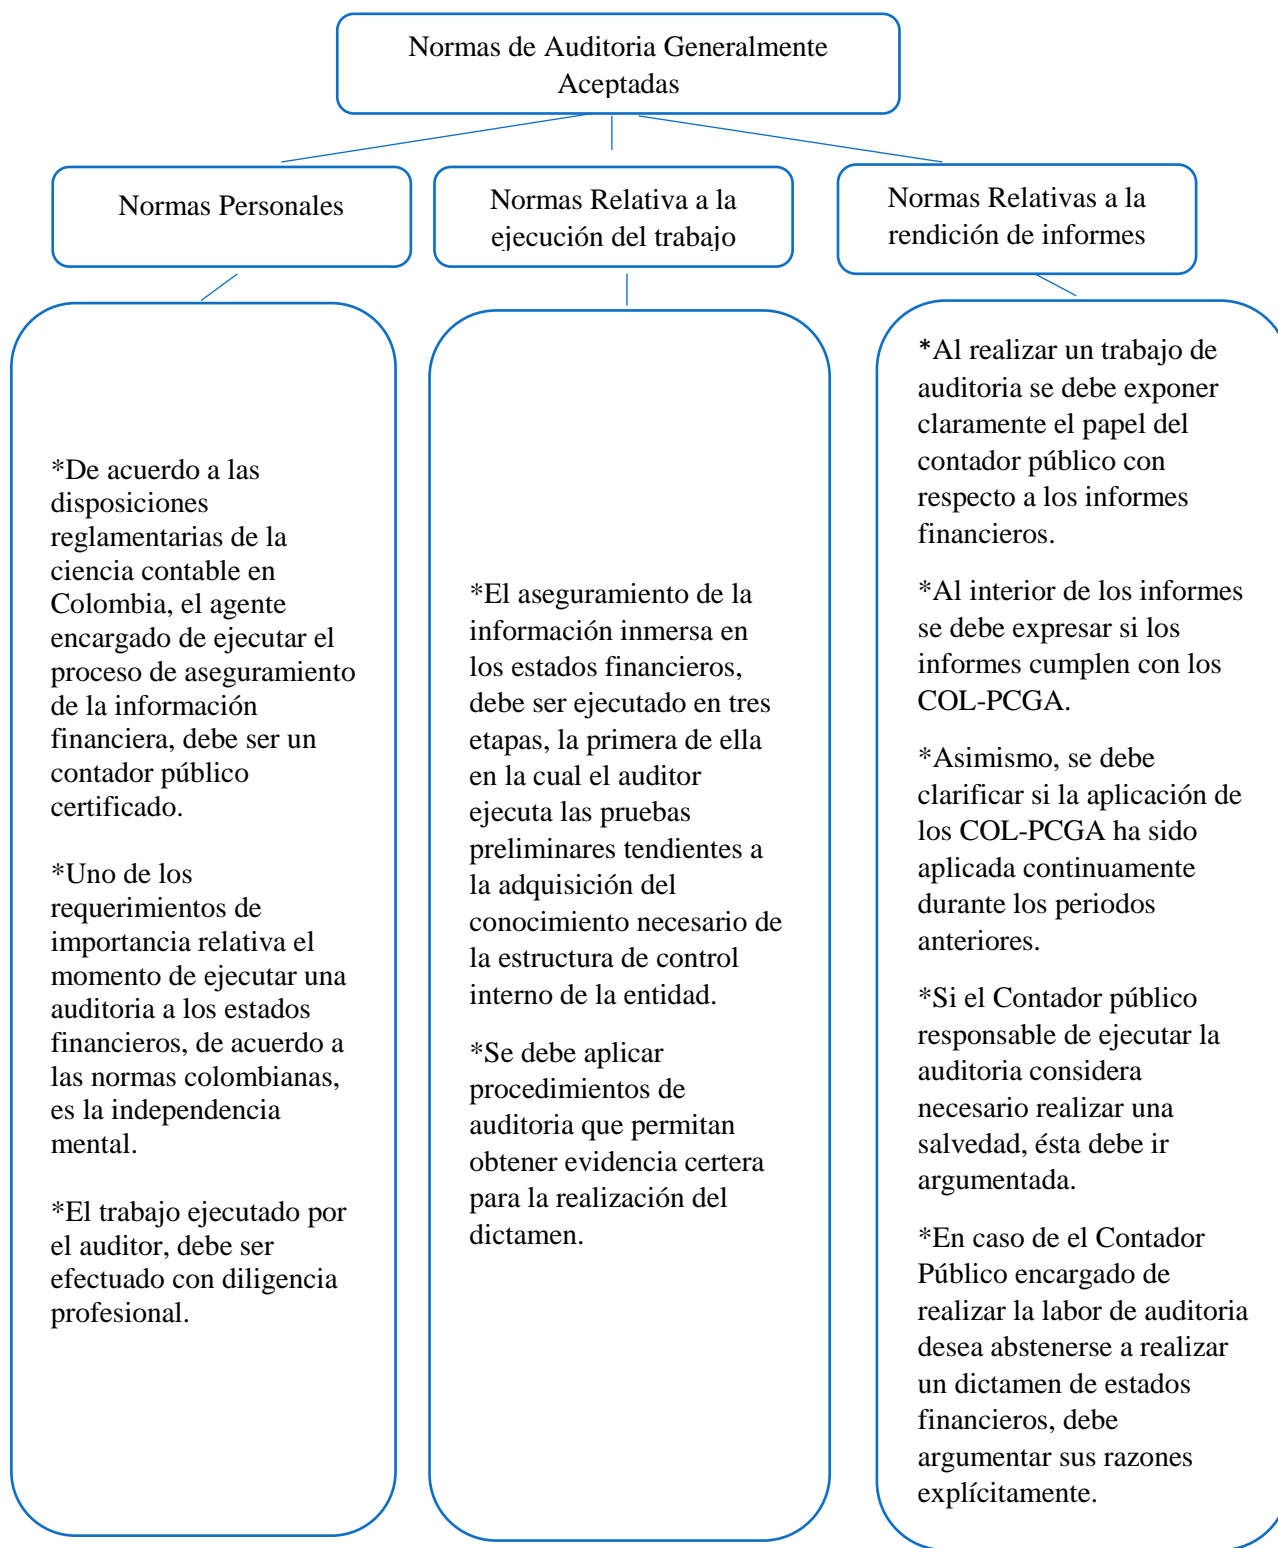 Normas de Auditoria Generalmente
Aceptadas
Normas Personales
Normas Relativa a la
ejecución del trabajo
Normas Relativas a la
rendición de informes
*De acuerdo a las
disposiciones
reglamentarias de la
ciencia contable en
Colombia, el agente
encargado de ejecutar el
proceso de aseguramiento
de la información
financiera, debe ser un
contador público
certificado.
*Uno de los
requerimientos de
importancia relativa el
momento de ejecutar una
auditoria a los estados
financieros, de acuerdo a
las normas colombianas,
es la independencia
mental.
*El trabajo ejecutado por
el auditor, debe ser
efectuado con diligencia
profesional.
*El aseguramiento de la
información inmersa en
los estados financieros,
debe ser ejecutado en tres
etapas, la primera de ella
en la cual el auditor
ejecuta las pruebas
preliminares tendientes a
la adquisición del
conocimiento necesario de
la estructura de control
interno de la entidad.
*Se debe aplicar
procedimientos de
auditoria que permitan
obtener evidencia certera
para la realización del
dictamen.
*Al realizar un trabajo de
auditoria se debe exponer
claramente el papel del
contador público con
respecto a los informes
financieros.
*Al interior de los informes
se debe expresar si los
informes cumplen con los
COL-PCGA.
*Asimismo, se debe
clarificar si la aplicación de
los COL-PCGA ha sido
aplicada continuamente
durante los periodos
anteriores.
*Si el Contador público
responsable de ejecutar la
auditoria considera
necesario realizar una
salvedad, ésta debe ir
argumentada.
*En caso de el Contador
Público encargado de
realizar la labor de auditoria
desea abstenerse a realizar
un dictamen de estados
financieros, debe
argumentar sus razones
explícitamente.